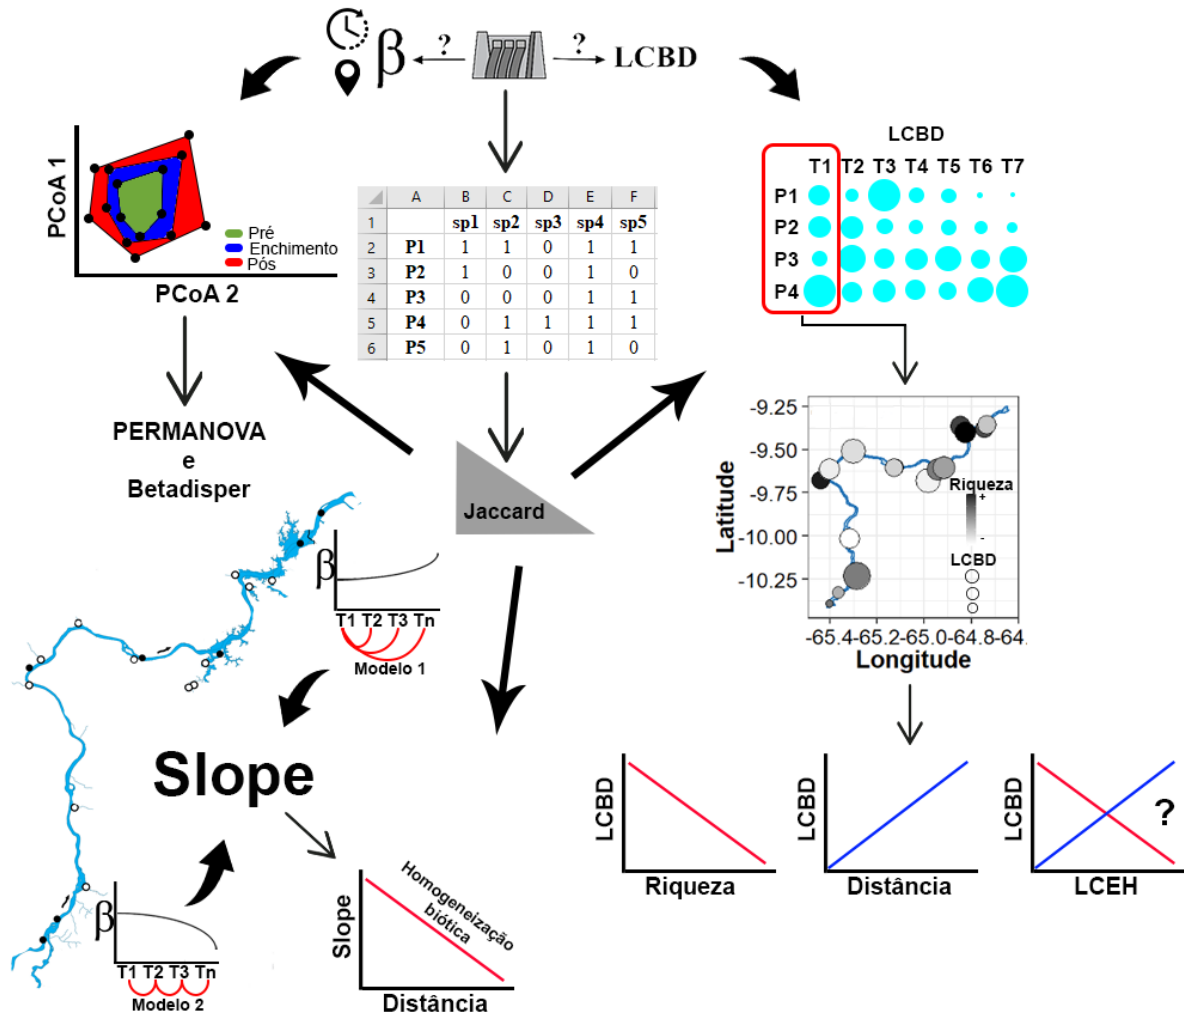 β
?
?
LCBD
PCoA 1
Pré
Enchimento
Pós
PCoA 2
PERMANOVA
e
Betadisper
A B C D E F
1 sp1 sp2 sp3 sp4 sp5
2 P1 1 1 0 1 1
3 P2 1 0 0 1 0
4 P3 0 0 0 1 1
5 P4 0 1 1 1 1
6 P5 0 1 0 1 0
Jaccard
LCBD
T1 T2 T3 T4 T5 T6 T7
P1
P2
P3
P4
Latitude
-9.25
-9.50
-9.75
-10.00
-10.25
Riqueza
+
-
LCBD
-65.4 -65.2 -65.0 -64.8 -64.
Longitude
β
T1 T2 T3 Tn
Modelo 1
Slope
β
T1 T2 T3 Tn
Modelo 2
Slope
Homogeneização
biótica
Distância
LCBD
Riqueza
LCBD
Distância
LCBD
?
LCEH